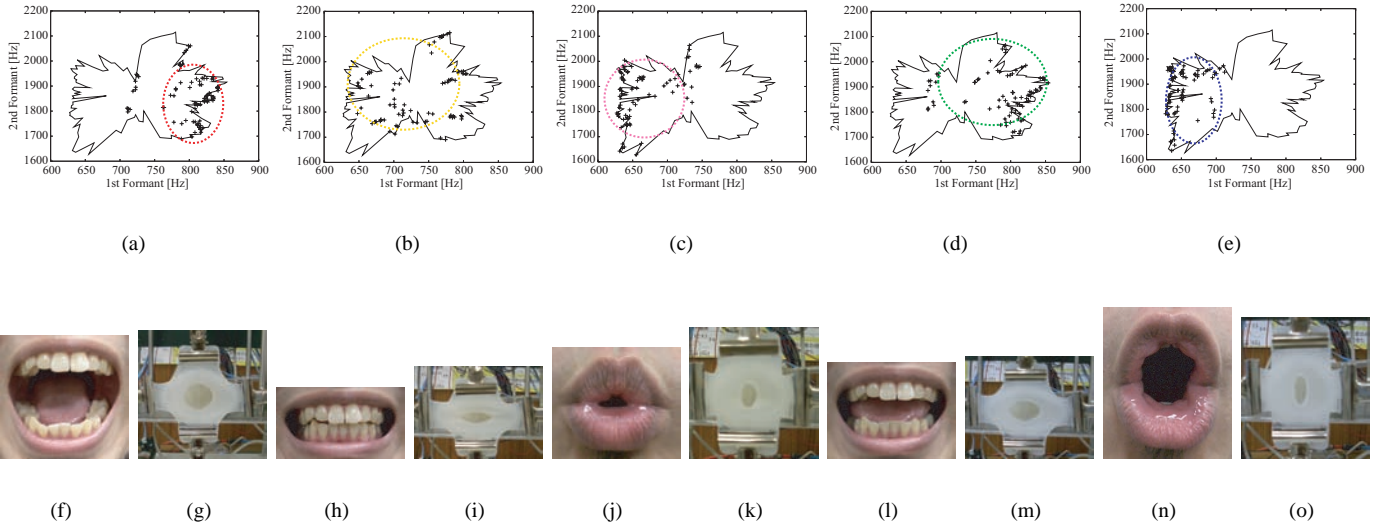 2200
2100
2000
1900
1800
1700
1600
2nd Formant [Hz]
600 650 700 750 800 850 900
1st Formant [Hz]
(a)
2200
2100
2000
1900
1800
1700
1600
2nd Formant [Hz]
600 650 700 750 800 850 900
1st Formant [Hz]
(b)
2200
2100
2000
1900
1800
1700
1600
2nd Formant [Hz]
600 650 700 750 800 850 900
1st Formant [Hz]
(c)
2200
2100
2000
1900
1800
1700
1600
2nd Formant [Hz]
600 650 700 750 800 850 900
1st Formant [Hz]
(d)
2200
2100
2000
1900
1800
1700
1600
2nd Formant [Hz]
600 650 700 750 800 850 900
1st Formant [Hz]
(e)
(f) (g) (h) (i) (j) (k) (l) (m) (n) (o)